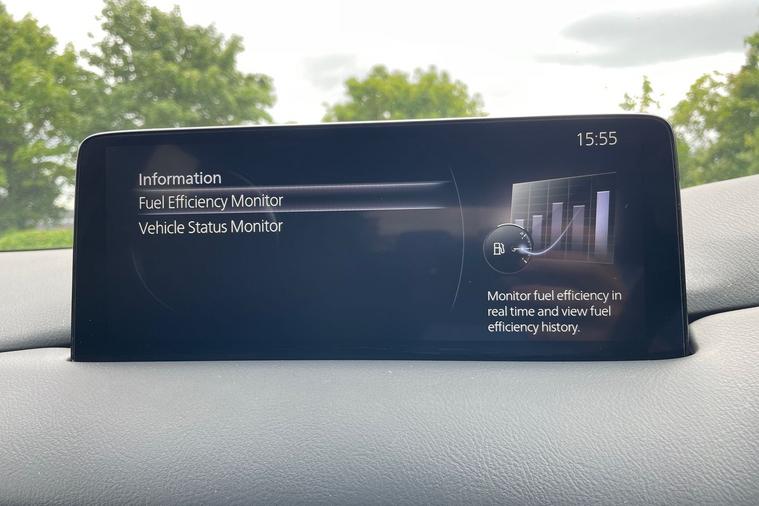 15:55
Information
Fuel Efficiency Monitor
Vehicle Status Monitor
Monitor fuel efficiency in
real time and view fuel
efficiency history.